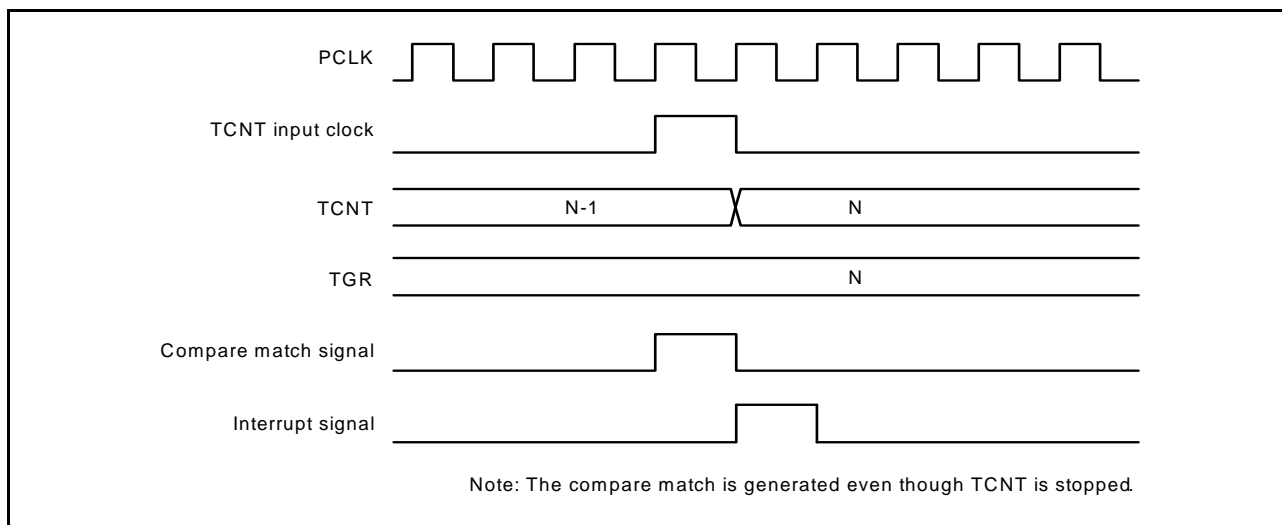 PCLK
TCNT input clock
TCNT
N-1
N
TGR
N
Compare match signal
Interrupt signal
Note: The compare match is generated even though TCNT is stopped.